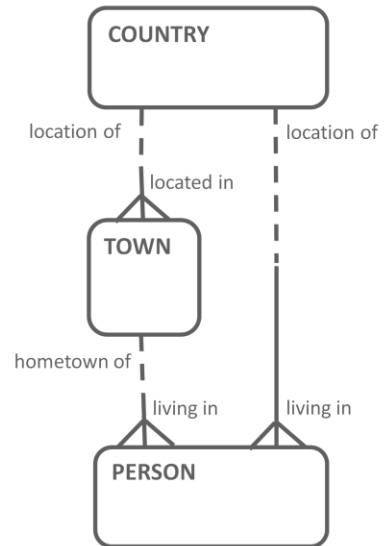 COUNTRY
location of
location of
located in
TOWN
hometown of
living in
living in
PERSON